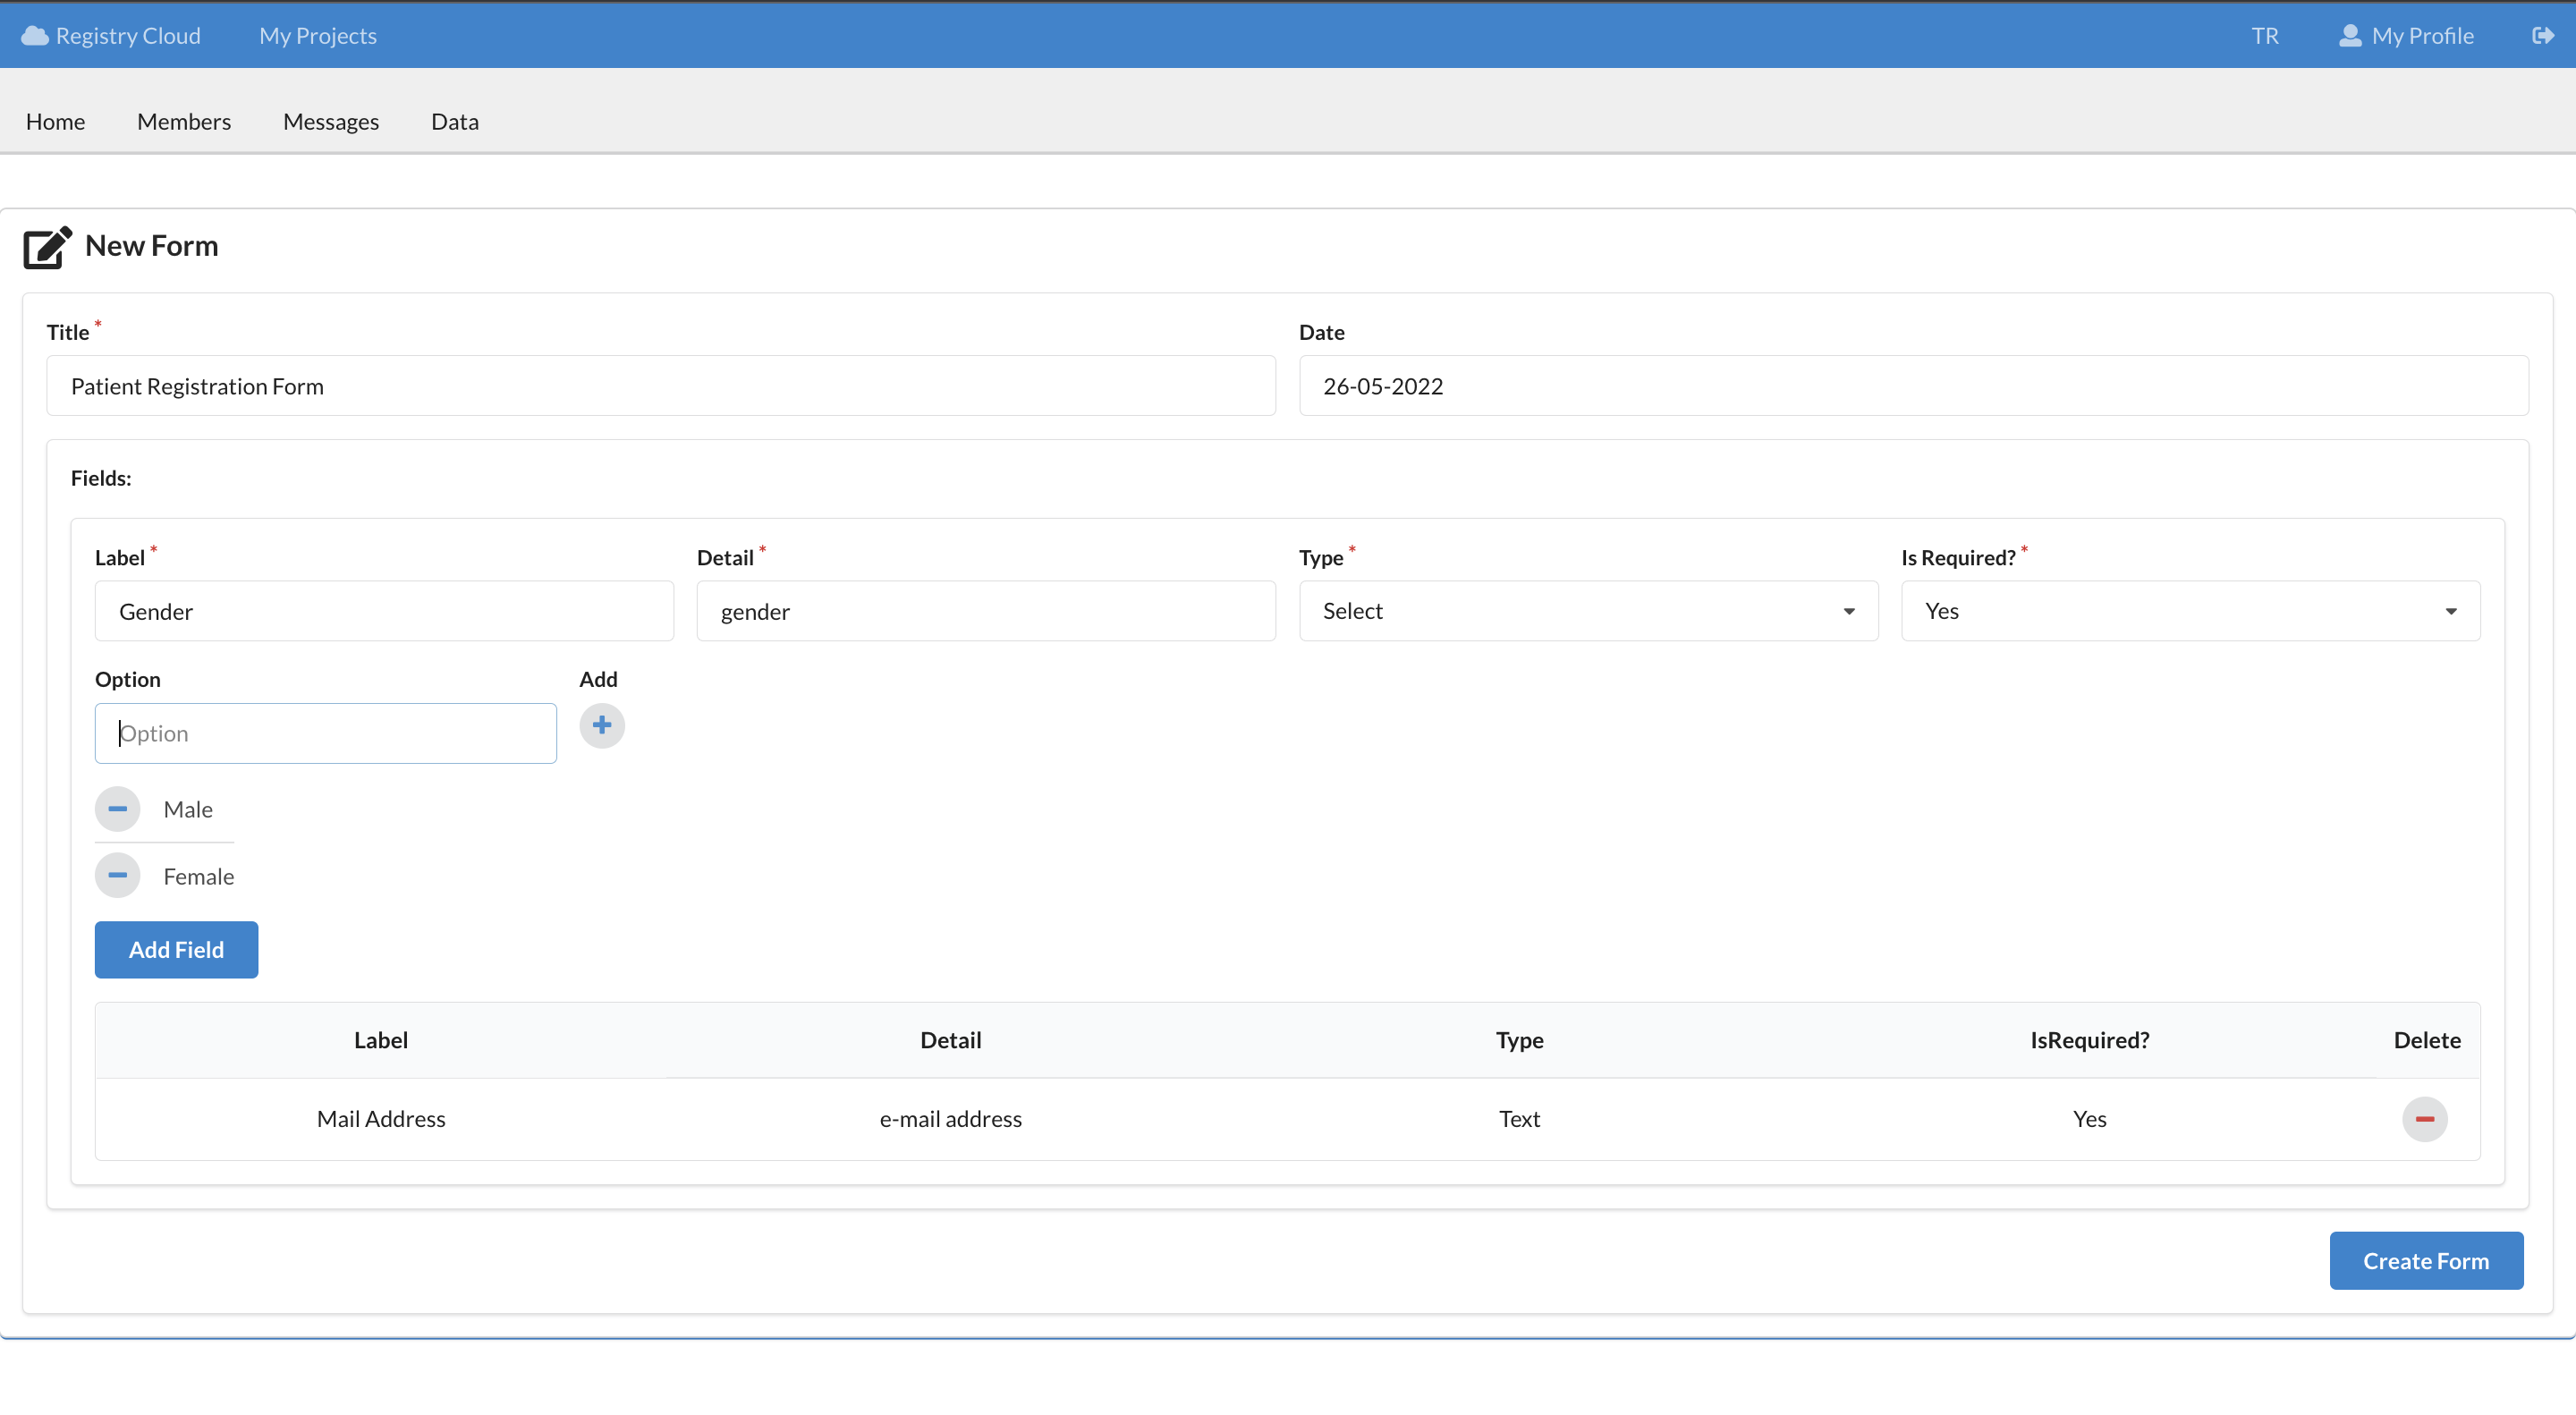 Registry Cloud My Projects TR My Profile
Home Members Messages Data
New Form
Title * Date
Patient Registration Form 26-05-2022
Fields:
Label * Detail * Type * Is Required? *
Gender gender Select Yes
Option Add
Option
Male
Female
Add Field
Label Detail Type IsRequired? Delete
Mail Address e-mail address Text Yes
Create Form